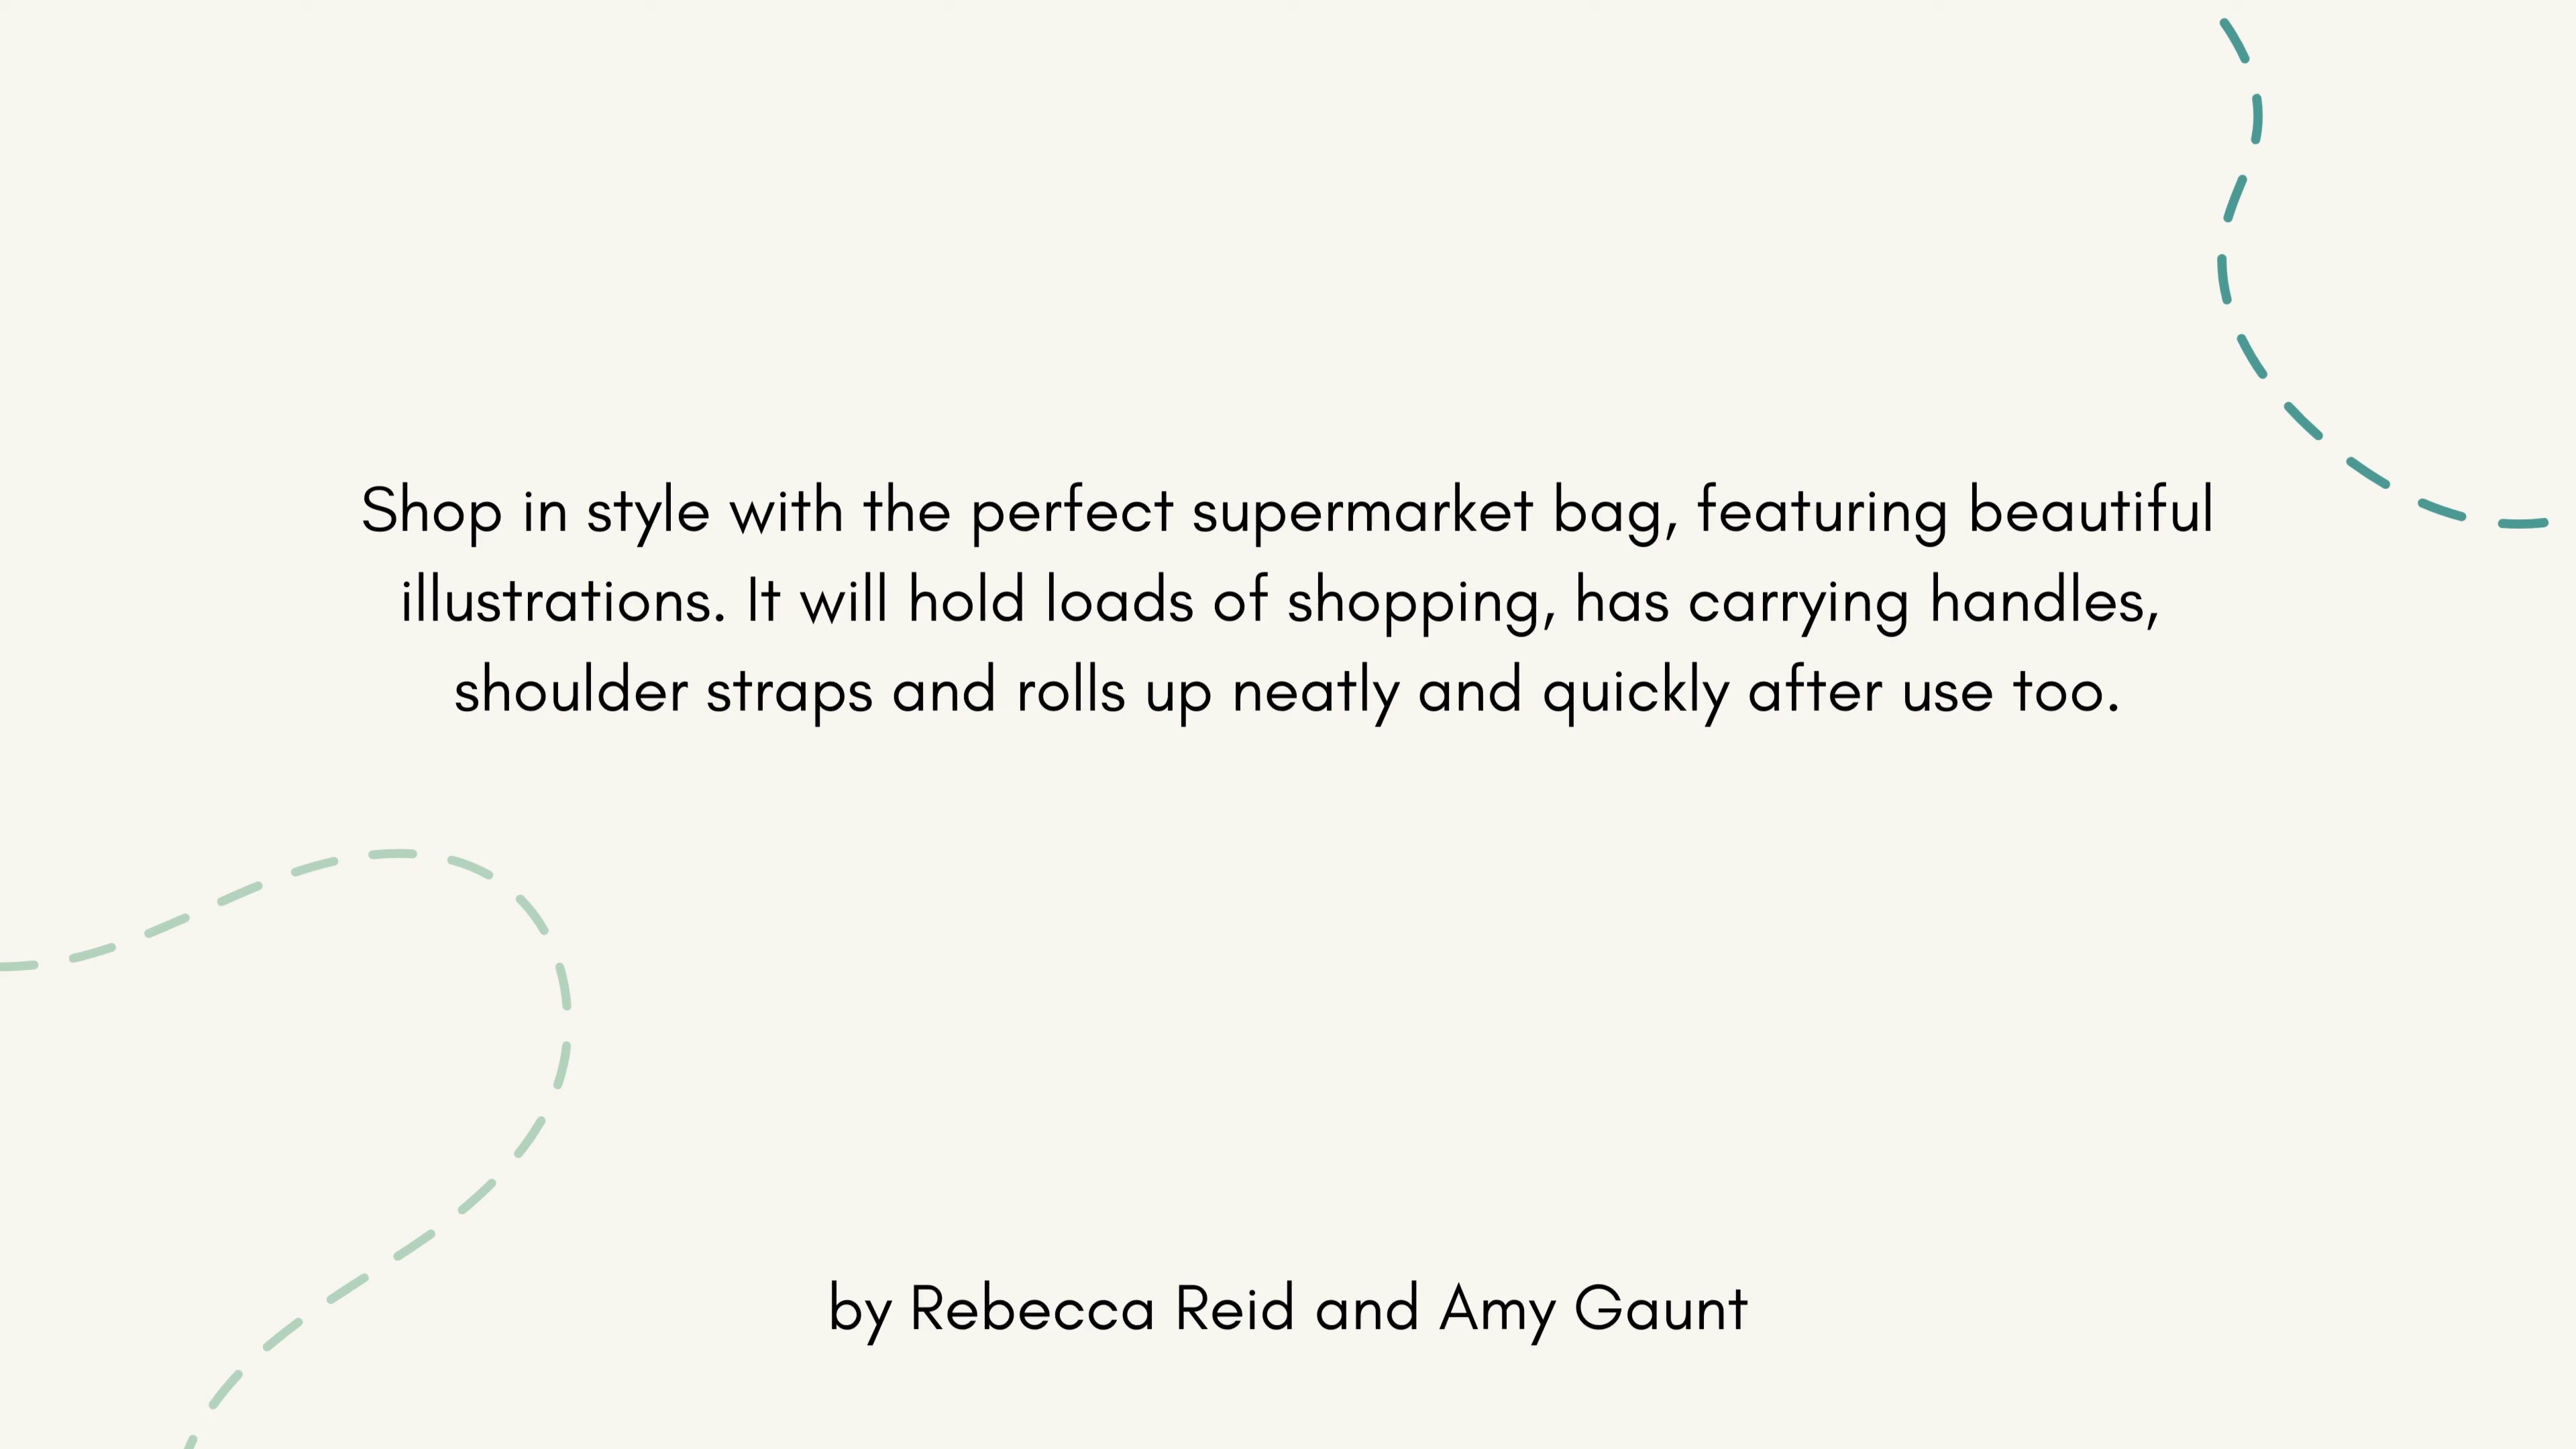 Shop in style with the perfect supermarket bag, featuring beautiful
illustrations. It will hold loads of shopping, has carrying handles,
shoulder straps and rolls up neatly and quickly after use too.
by Rebecca Reid and Amy Gaunt